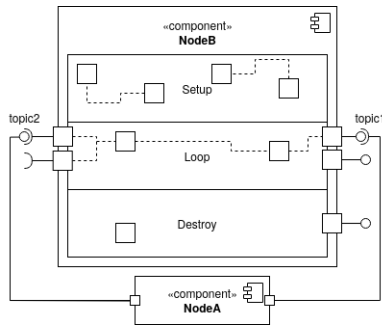 «component»
NodeB
Setup
topic2
topic1
Loop
Destroy
«component»
NodeA